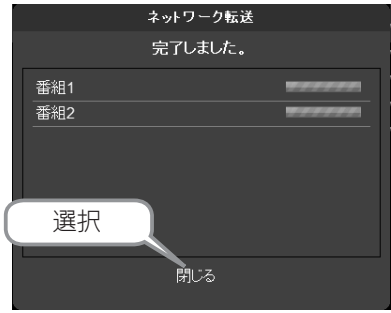 ネットワーク転送
完了しました。
番組1
番組2
選択
閉じる